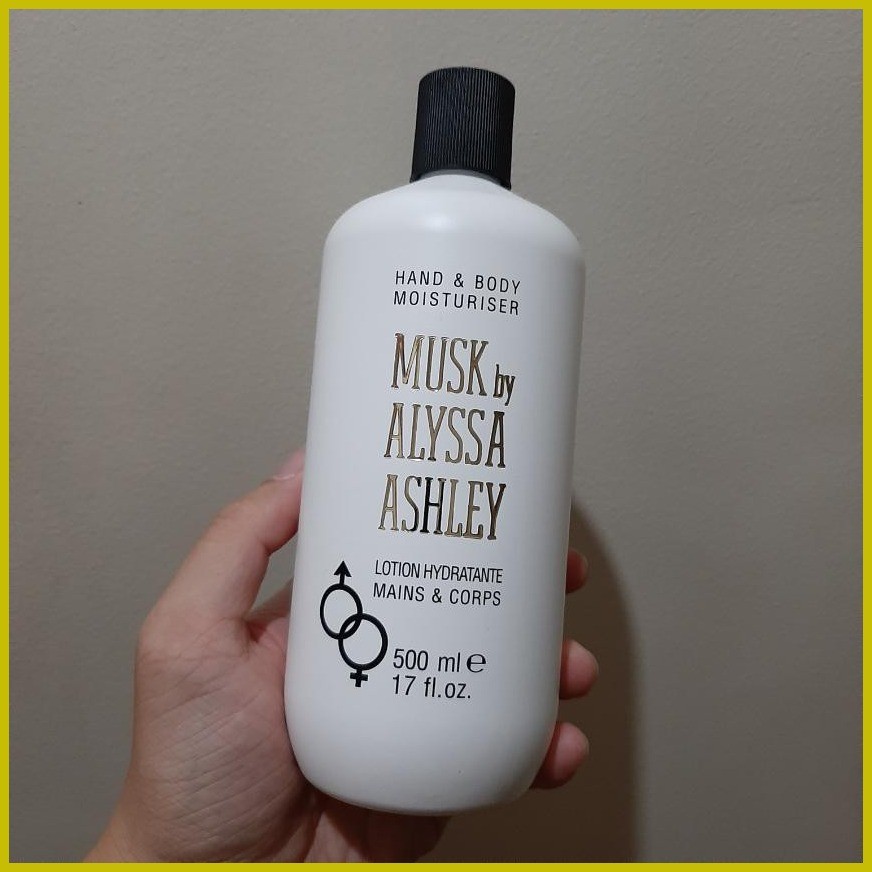 HAND & BODY
MOISTURISER
MUSK by
ALYSSA
ASHLEY
LOTION HYDRATANTE
MAINS & CORPS
500 ml e
17 fl.oz.